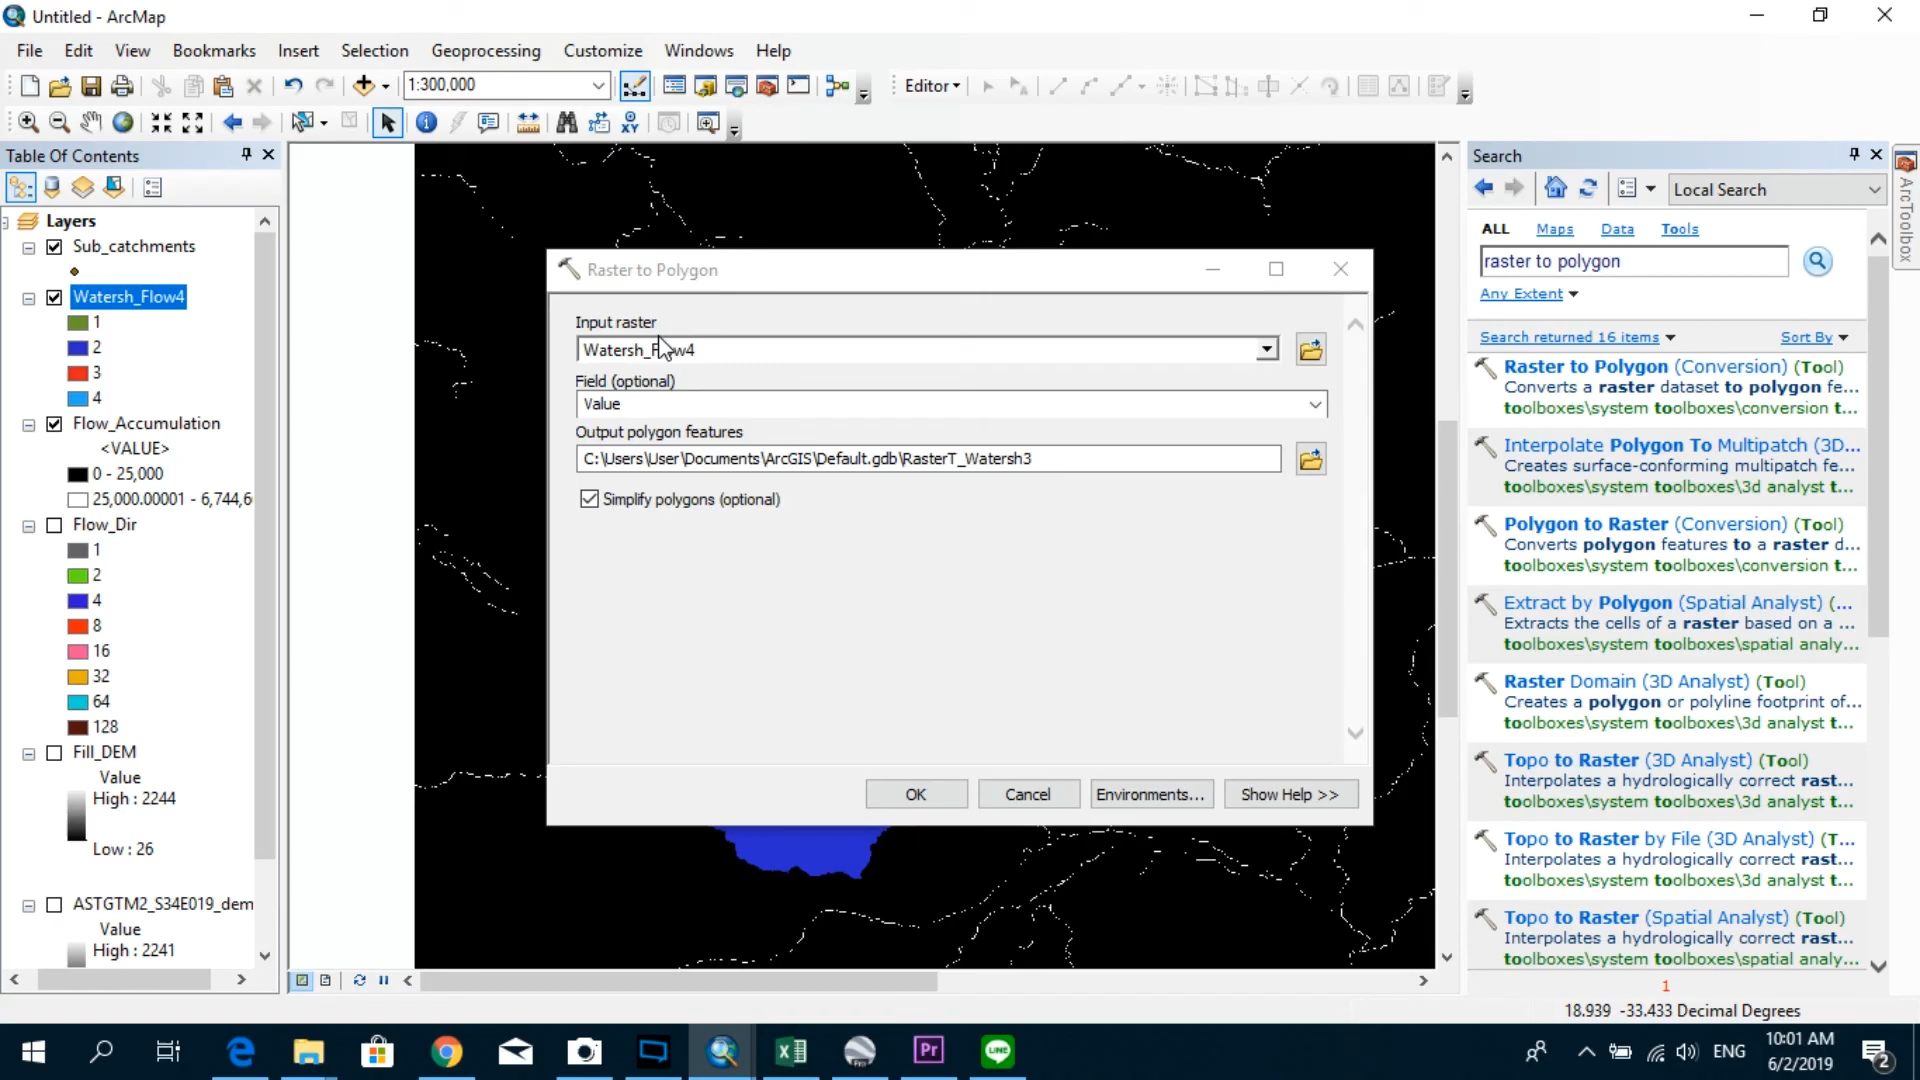 Untitled - ArcMap
File Edit View Bookmarks Insert Selection Geoprocessing Customize Windows Help
1:300,000
Editor
Table Of Contents
Layers
Sub_catchments
Watersh_Flow4
1
2
3
4
Flow_Accumulation
<VALUE>
0 - 25,000
25,000.00001 - 6,744,6
Flow_Dir
1
2
4
8
16
32
64
128
Fill_DEM
Value
High : 2244
Low : 26
ASTGTM2_S34E019_dem
Value
High : 2241
Raster to Polygon
Input raster
Watersh_Flow4
Field (optional)
Value
Output polygon features
C:\Users\User\Documents\ArcGIS\Default.gdb\RasterT_Watersh3
Simplify polygons (optional)
OK Cancel Environments... Show Help >>
Search
Local Search
ALL Maps Data Tools
raster to polygon
Any Extent
Search returned 16 items Sort By
Raster to Polygon (Conversion) (Tool)
Converts a raster dataset to polygon fe...
toolboxes\system toolboxes\conversion t...
Interpolate Polygon To Multipatch (3D...
Creates surface-conforming multipatch fe...
toolboxes\system toolboxes\3d analyst t...
Polygon to Raster (Conversion) (Tool)
Converts polygon features to a raster d...
toolboxes\system toolboxes\conversion t...
Extract by Polygon (Spatial Analyst) (...
Extracts the cells of a raster based on a ...
toolboxes\system toolboxes\spatial analy...
Raster Domain (3D Analyst) (Tool)
Creates a polygon or polyline footprint of...
toolboxes\system toolboxes\3d analyst t...
Topo to Raster (3D Analyst) (Tool)
Interpolates a hydrologically correct rast...
toolboxes\system toolboxes\3d analyst t...
Topo to Raster by File (3D Analyst) (T...
Interpolates a hydrologically correct rast...
toolboxes\system toolboxes\3d analyst t...
Topo to Raster (Spatial Analyst) (Tool)
Interpolates a hydrologically correct rast...
toolboxes\system toolboxes\spatial analy...
1
ArcToolbox
18.939 -33.433 Decimal Degrees
Pr
LINE
ENG
10:01 AM
6/2/2019
2